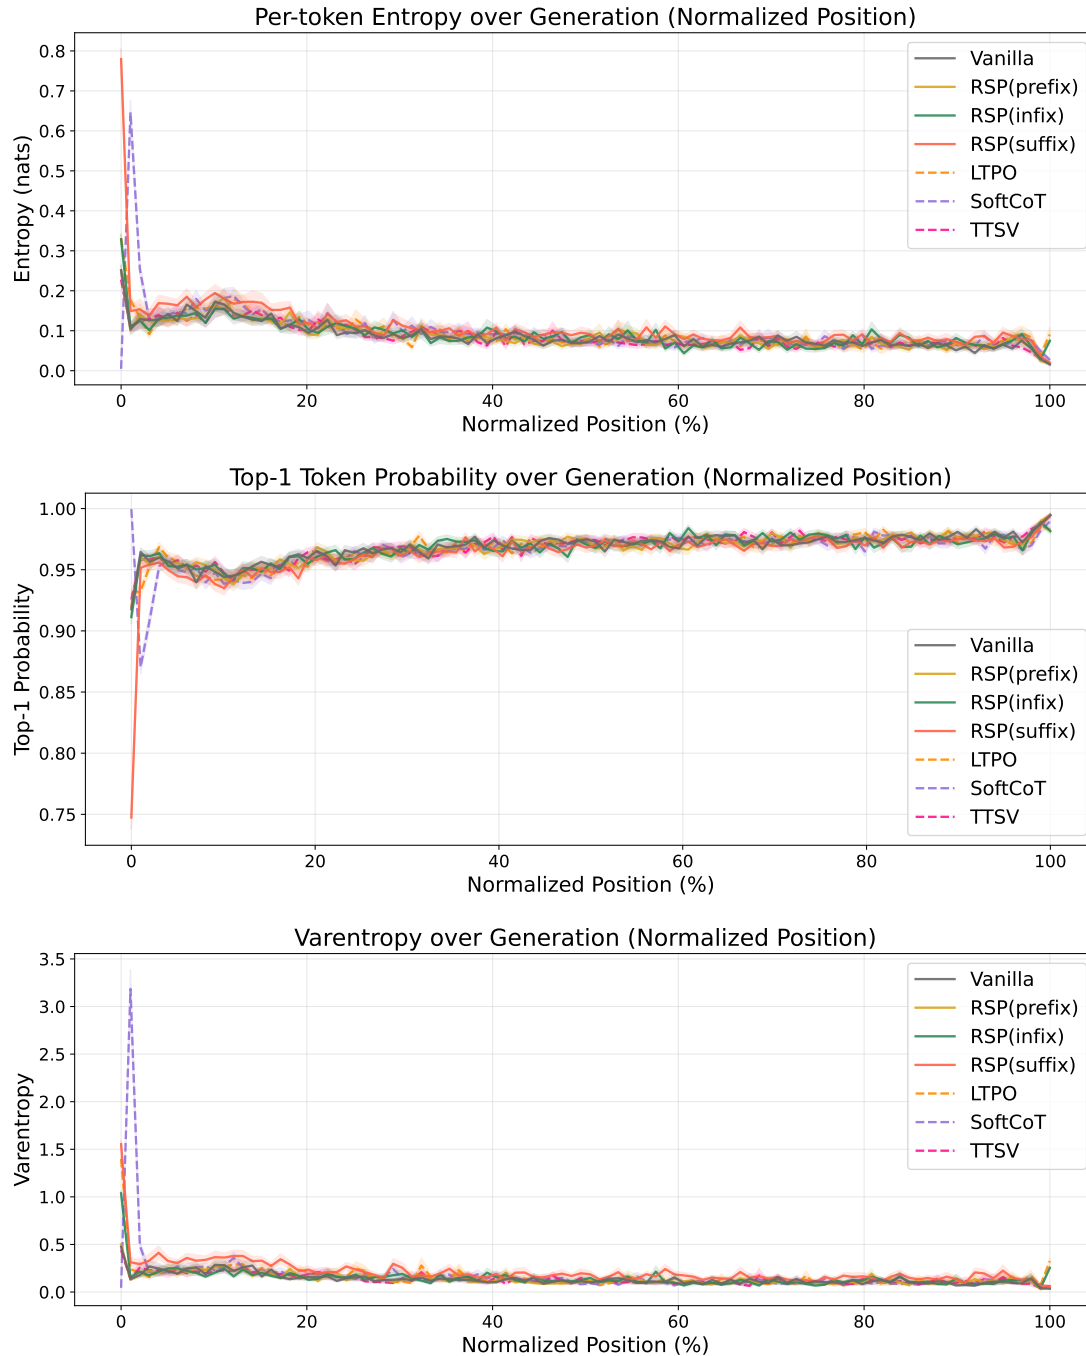 Per-token Entropy over Generation (Normalized Position)
Entropy (nats)
0.8
0.7
0.6
0.5
0.4
0.3
0.2
0.1
0.0
0 20 40 60 80 100
Normalized Position (%)
Vanilla
RSP(prefix)
RSP(infix)
RSP(suffix)
LTPO
SoftCoT
TTSV
Top-1 Token Probability over Generation (Normalized Position)
Top-1 Probability
1.00
0.95
0.90
0.85
0.80
0.75
0 20 40 60 80 100
Normalized Position (%)
Vanilla
RSP(prefix)
RSP(infix)
RSP(suffix)
LTPO
SoftCoT
TTSV
Varentropy over Generation (Normalized Position)
Varentropy
3.5
3.0
2.5
2.0
1.5
1.0
0.5
0.0
0 20 40 60 80 100
Normalized Position (%)
Vanilla
RSP(prefix)
RSP(infix)
RSP(suffix)
LTPO
SoftCoT
TTSV